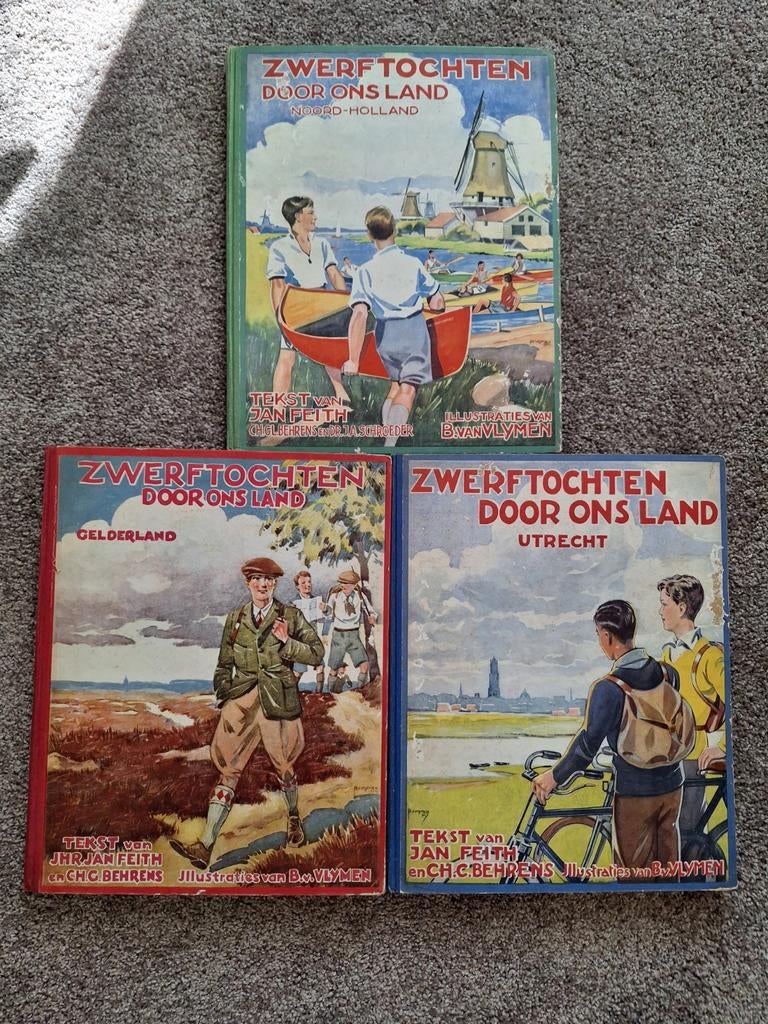 ZWERFTOCHTEN
DOOR ONS LAND
NOORD-HOLLAND
TEKST VAN
JAN FEITH
CH.G.BEHRENS EN DR.J.A.SCHROEDER
ILLUSTRATIES VAN
B.VAN VLYMEN
ZWERFTOCHTEN
DOOR ONS LAND
GELDERLAND
TEKST van
JHR. JAN FEITH
en CH.G. BEHRENS
Jllustraties van B.v. VLYMEN
ZWERFTOCHTEN
DOOR ONS LAND
UTRECHT
TEKST van
JAN FEITH
en CH.C.BEHRENS
Jllustraties van B.v.VLYMEN